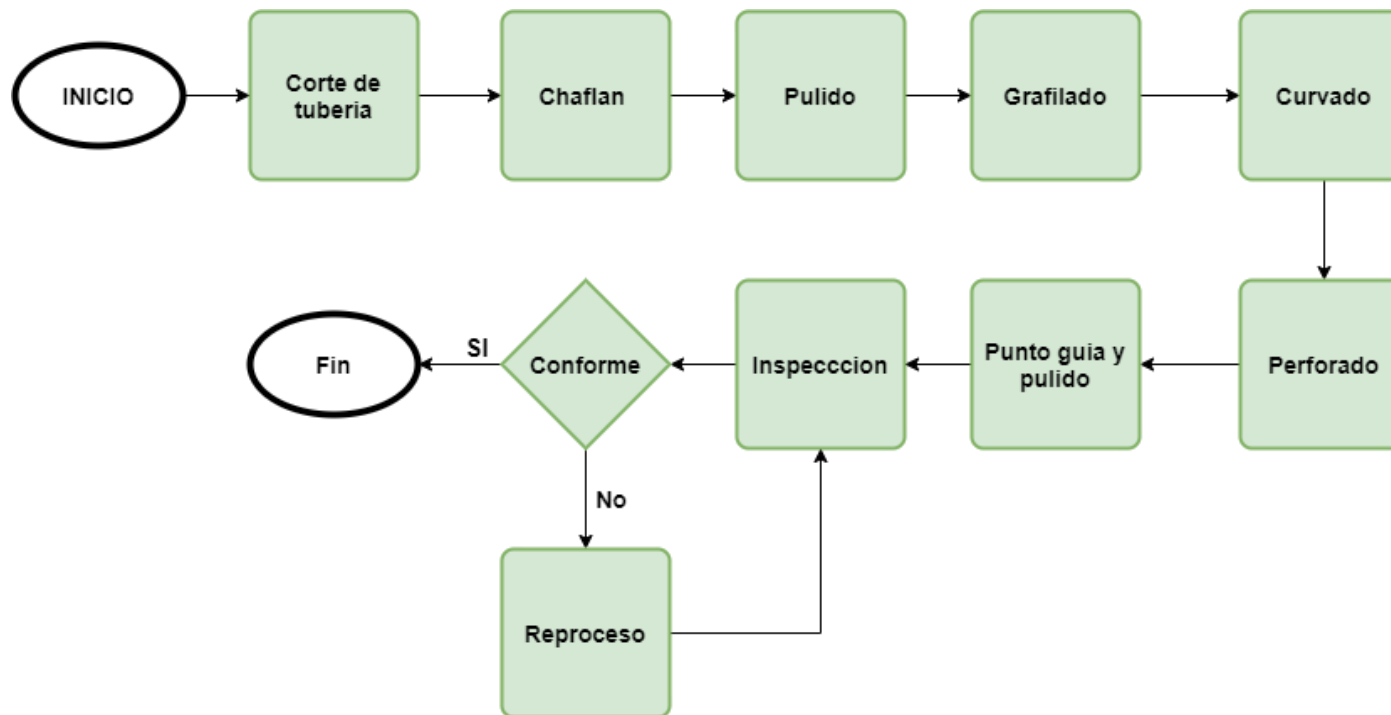 INICIO
Corte de
tuberia
Chaflan
Pulido
Grafilado
Curvado
Perforado
Punto guia y
pulido
Inspecccion
Conforme
SI
Fin
No
Reproceso